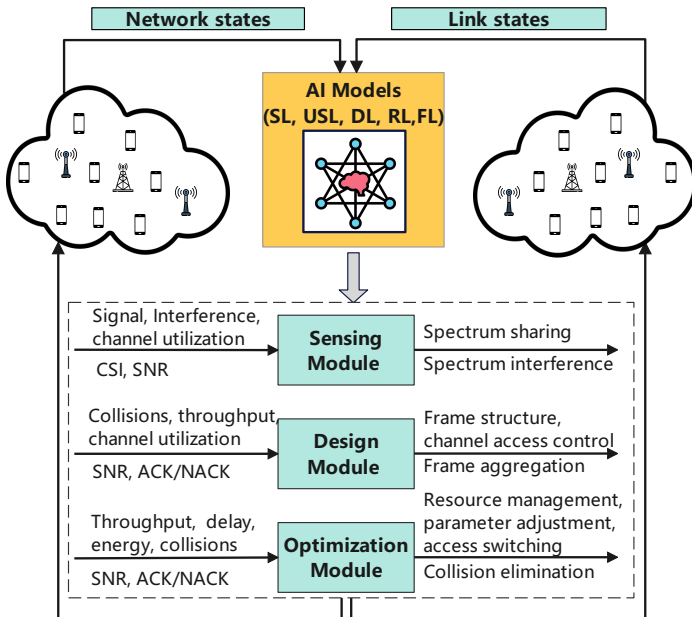 Network states
Link states
AI Models
(SL, USL, DL, RL,FL)
Signal, Interference,
channel utilization
CSI, SNR
Sensing
Module
Spectrum sharing
Spectrum interference
Collisions, throughput,
channel utilization
SNR, ACK/NACK
Design
Module
Frame structure,
channel access control
Frame aggregation
Throughput, delay,
energy, collisions
SNR, ACK/NACK
Optimization
Module
Resource management,
parameter adjustment,
access switching
Collision elimination